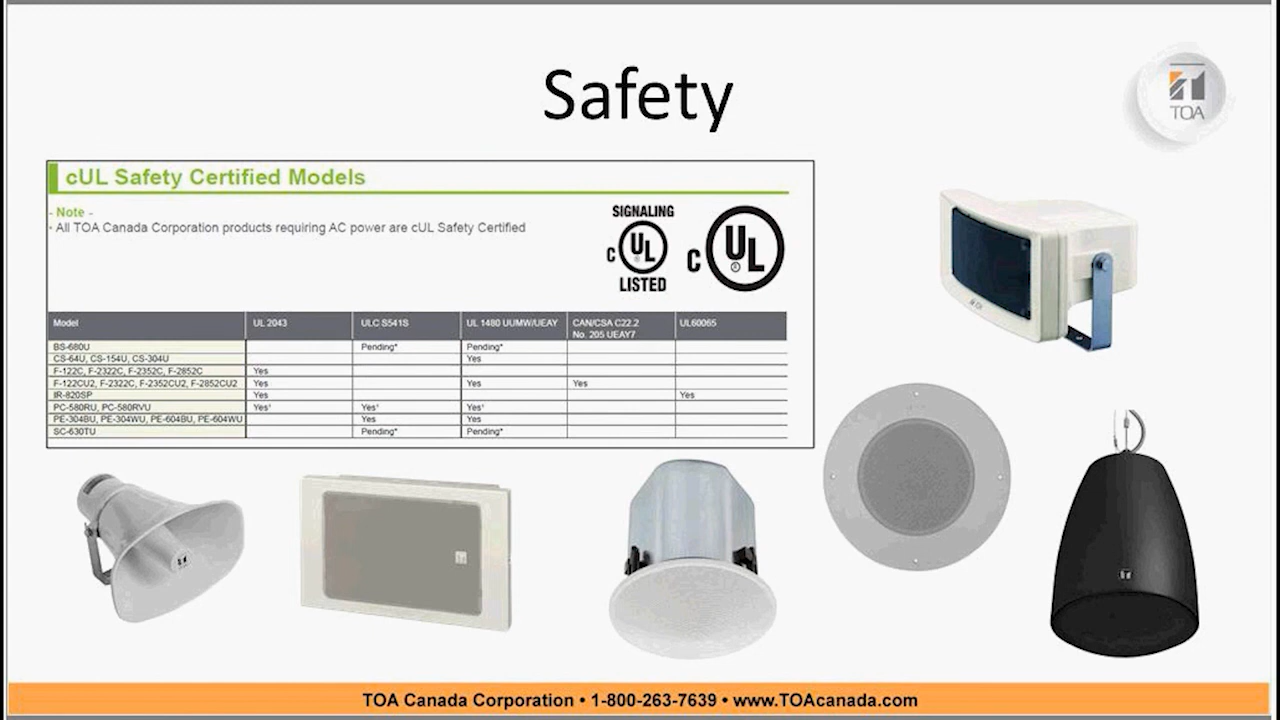 Safety
TOA
cUL Safety Certified Models
- Note -
• All TOA Canada Corporation products requiring AC power are cUL Safety Certified
SIGNALING
C UL
LISTED
C UL
Model UL 2043 ULC S541S UL 1480 UUMW/UEAY CAN/CSA C22.2 UL60065
No. 205 UEAY7
BS-680U Pending* Pending*
CS-64U, CS-154U, CS-304U Yes
F-122C, F-2322C, F-2352C, F-2852C Yes
F-122CU2, F-2322C, F-2352CU2, F-2852CU2 Yes Yes Yes
IR-820SP Yes Yes
PC-580RU, PC-580RVU Yes¹ Yes¹ Yes¹
PE-304BU, PE-304WU, PE-604BU, PE-604WU Yes Yes
SC-630TU Pending* Pending*
TOA Canada Corporation • 1-800-263-7639 • www.TOAcanada.com